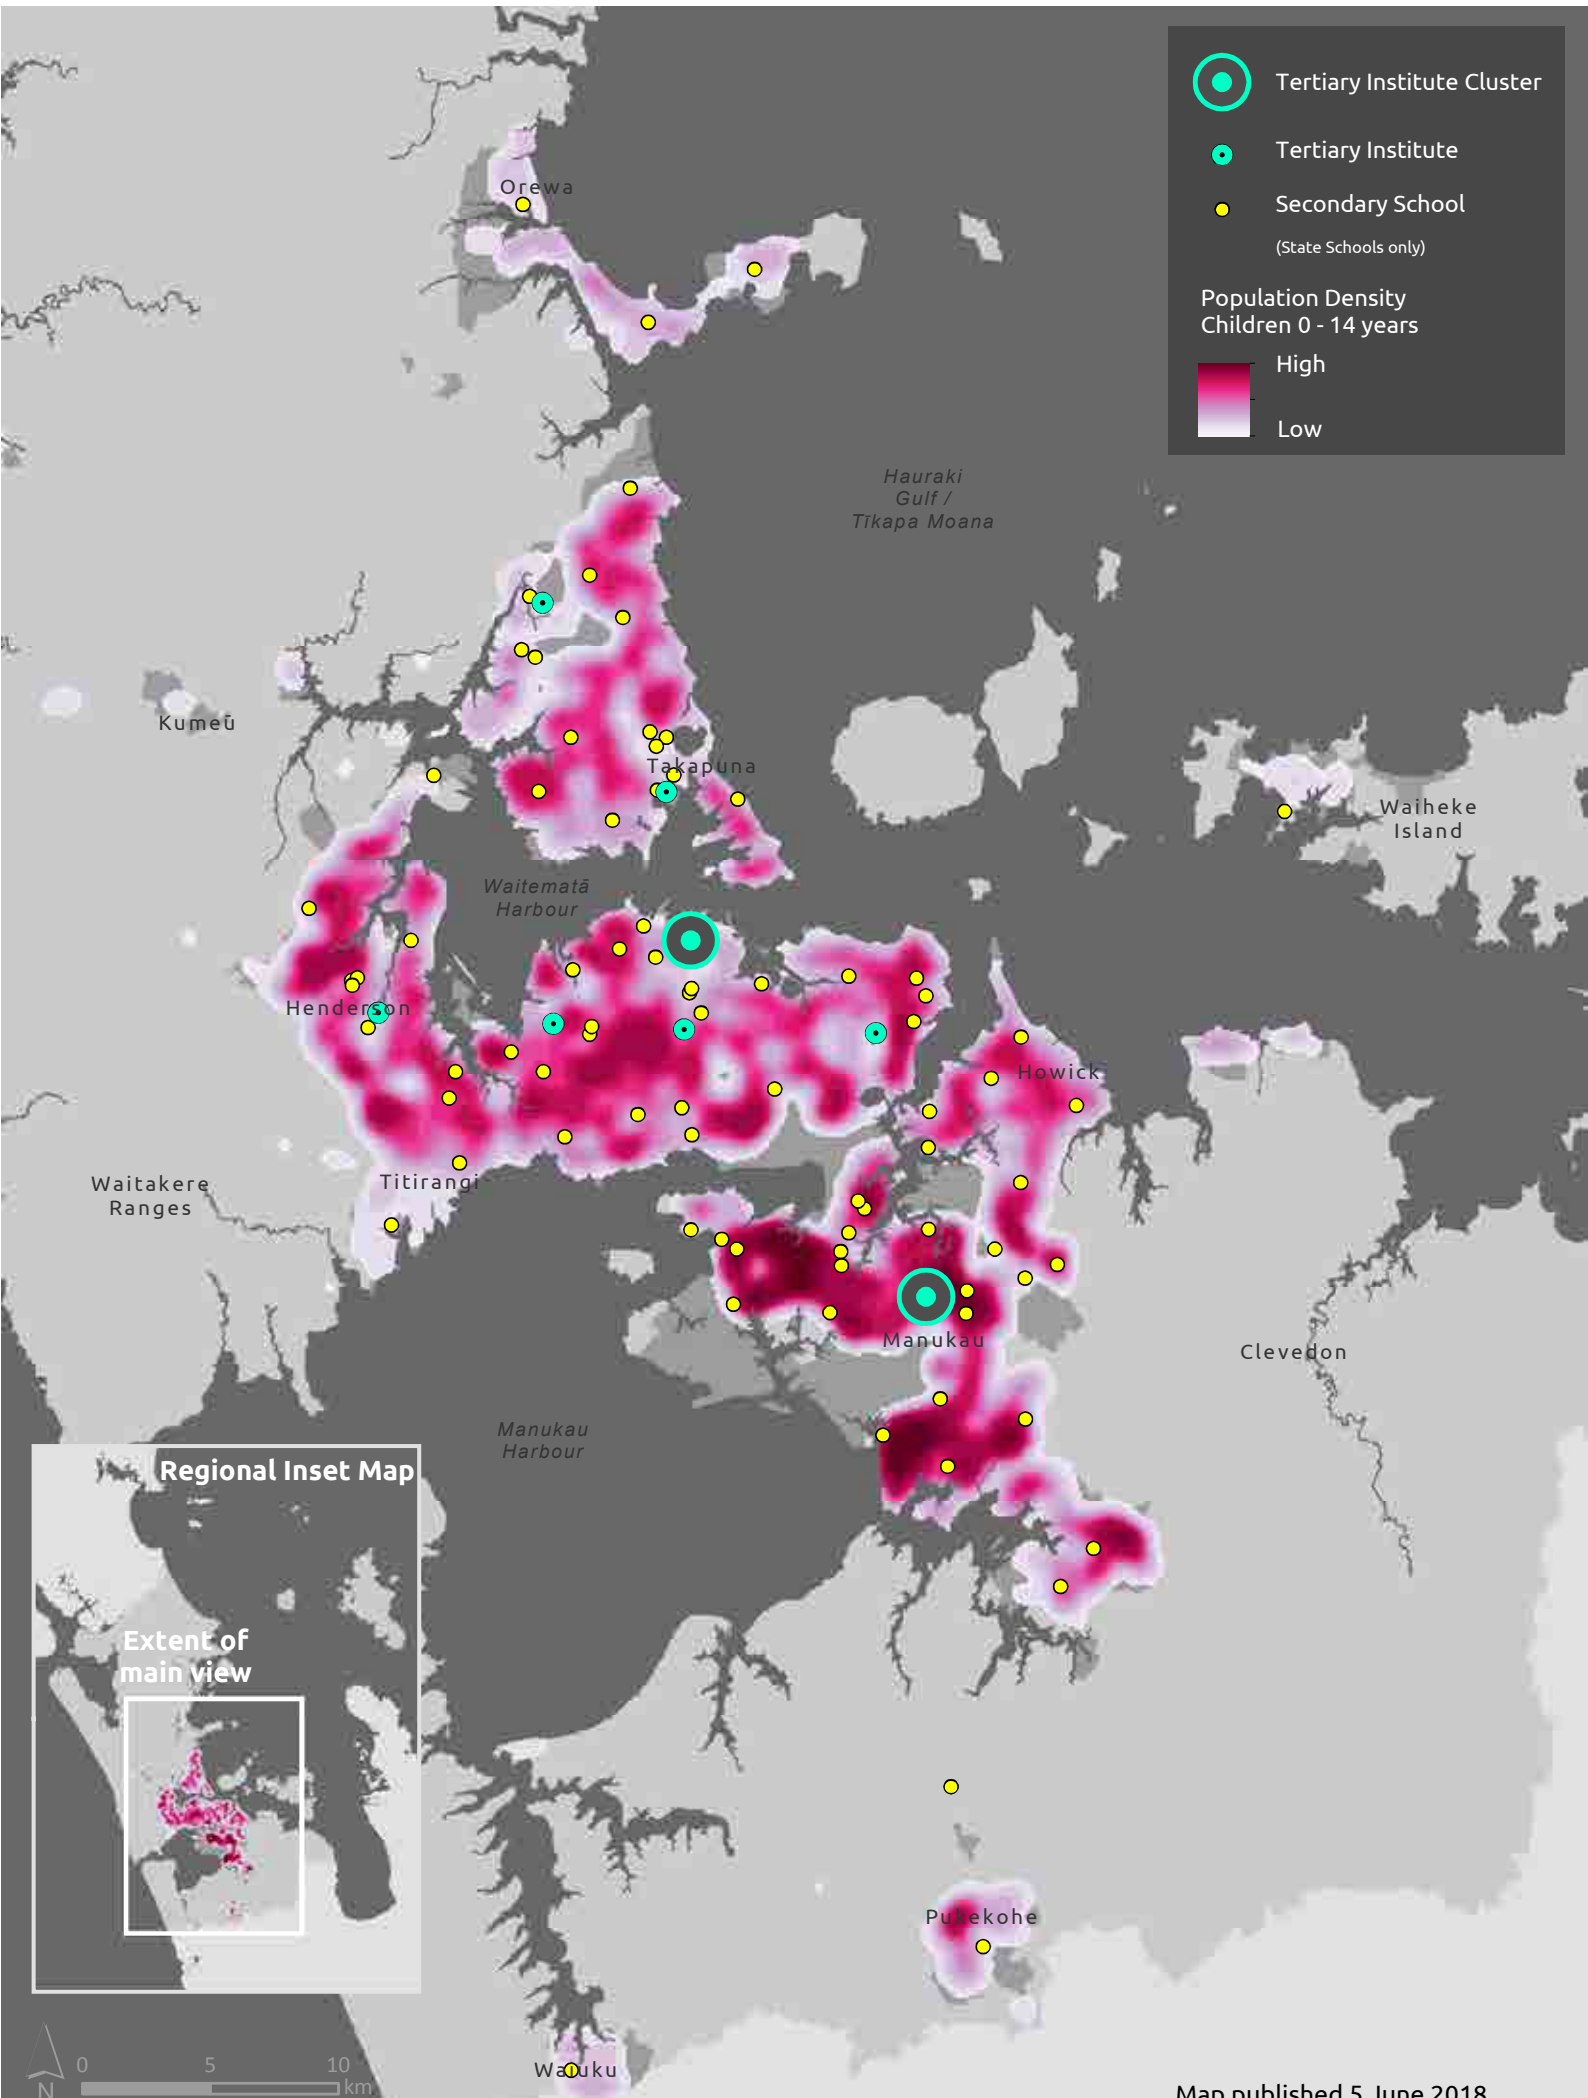 Tertiary Institute Cluster
Tertiary Institute
Secondary School
(State Schools only)
Population Density
Children 0 - 14 years
High
Low
Orewa
Hauraki
Gulf /
Tīkapa Moana
Kumeū
Takapuna
Waiheke
Island
Waitematā
Harbour
Henderson
Howick
Titirangi
Waitakere
Ranges
Manukau
Clevedon
Manukau
Harbour
Regional Inset Map
Extent of
main view
Pukekohe
Waiuku
0 5 10
km
N
Map published 5 June 2018